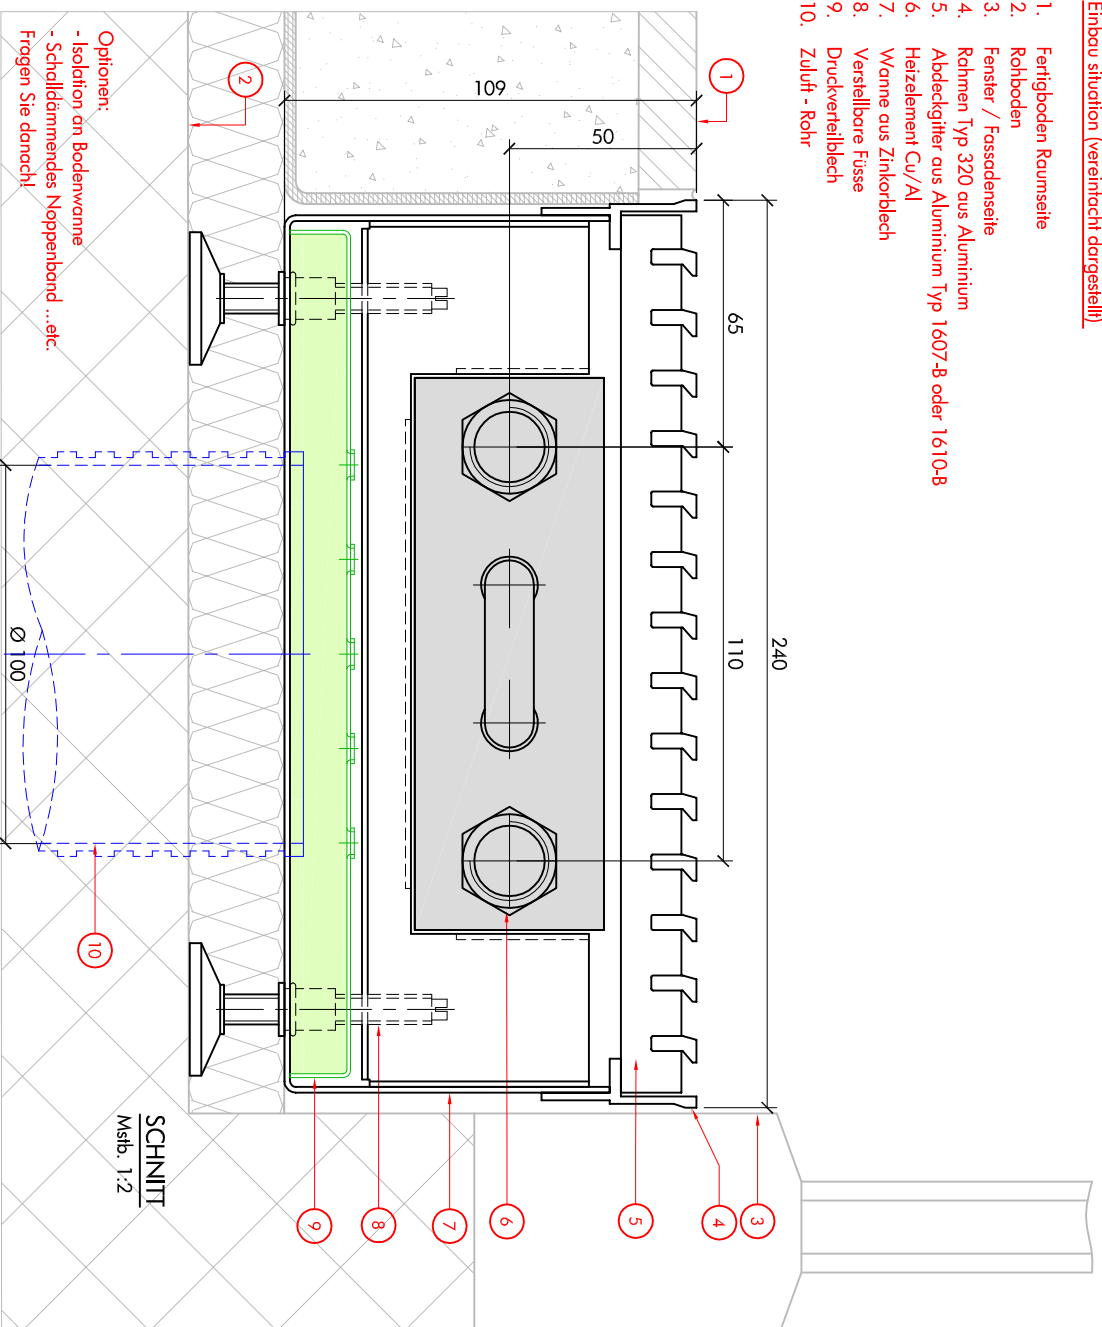 Einbau situation (vereinfacht dargestellt)
1. Fertigboden Raumseite
2. Rohboden
3. Fenster / Fassadenseite
4. Rahmen Typ 320 aus Aluminium
5. Abdeckgitter aus Aluminium Typ 1607-B oder 1610-B
6. Heizelement Cu/Al
7. Wanne aus Zinkorblech
8. Verstellbare Füsse
9. Druckverteilblech
10. Zuluft - Rohr
240
65
110
50
109
Ø 100
1
2
3
4
5
6
7
8
9
10
Optionen:
- Isolation an Bodenwanne
- Schalldämmendes Noppenband ...etc.
Fragen Sie danach!
SCHNITT
Mstb. 1:2